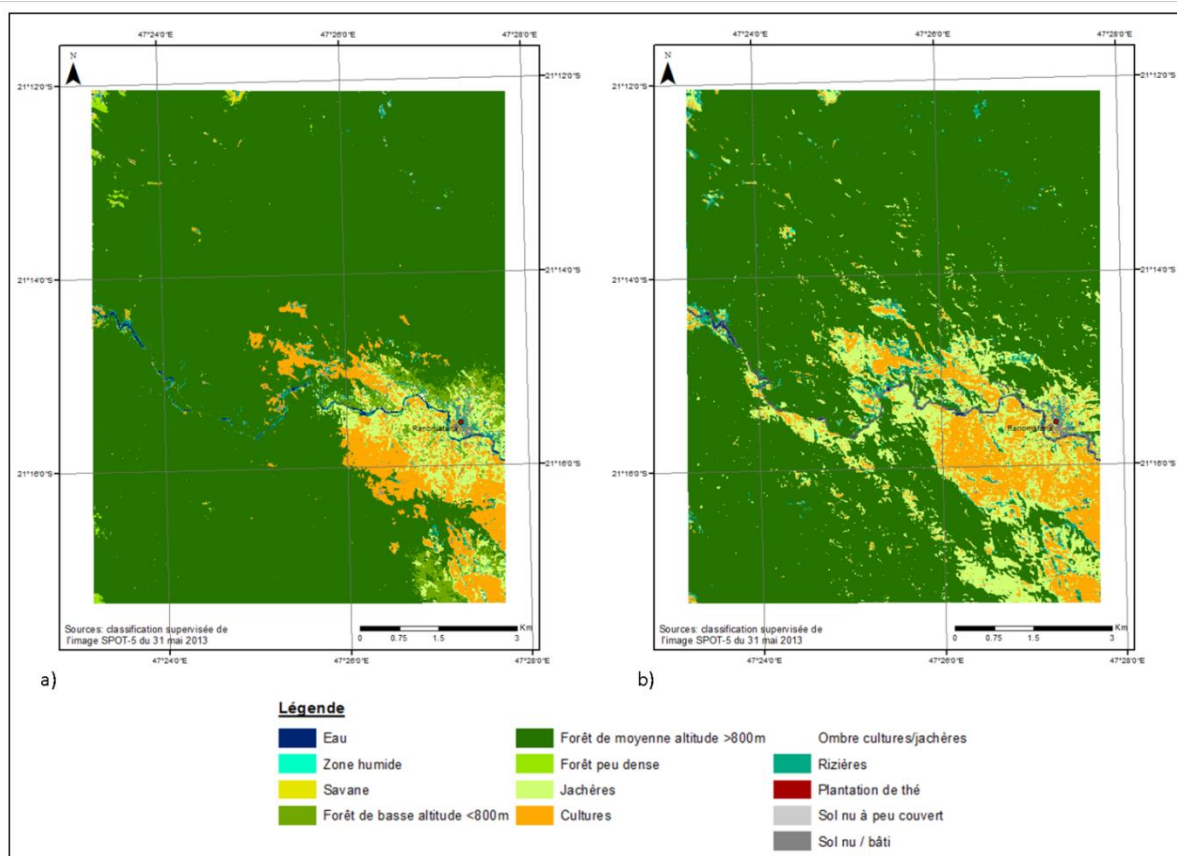 47°24'0"E 47°26'0"E 47°28'0"E 47°24'0"E 47°26'0"E 47°28'0"E
N N
21°12'0"S 21°12'0"S 21°12'0"S 21°12'0"S
21°14'0"S 21°14'0"S 21°14'0"S 21°14'0"S
Ranomafana Ranomafana
21°16'0"S 21°16'0"S 21°16'0"S 21°16'0"S
Sources: classification supervisée de
l'image SPOT-5 du 31 mai 2013
Km
0 0.75 1.5 3
Sources: classification supervisée de
l'image SPOT-5 du 31 mai 2013
Km
0 0.75 1.5 3
47°24'0"E 47°26'0"E 47°28'0"E 47°24'0"E 47°26'0"E 47°28'0"E
a) b)
Légende
Eau
Zone humide
Savane
Forêt de basse altitude <800m
Forêt de moyenne altitude >800m
Forêt peu dense
Jachères
Cultures
Ombre cultures/jachères
Rizières
Plantation de thé
Sol nu à peu couvert
Sol nu / bâti